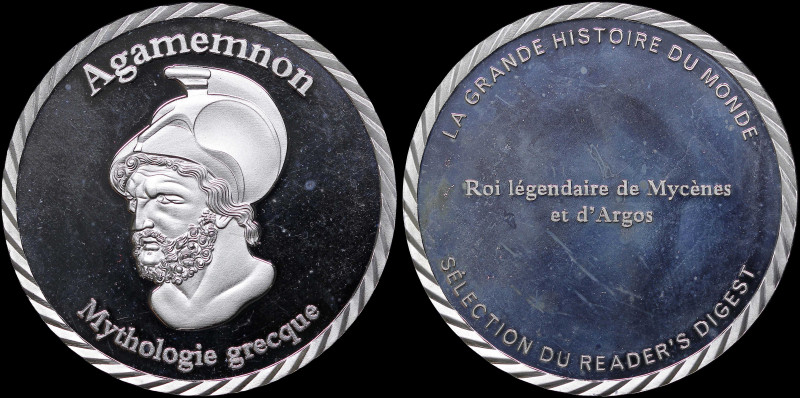 Agamemnon
Mythologie grecque
LA GRANDE HISTOIRE DU MONDE
Roi légendaire de Mycènes
et d'Argos
SÉLECTION DU READER'S DIGEST